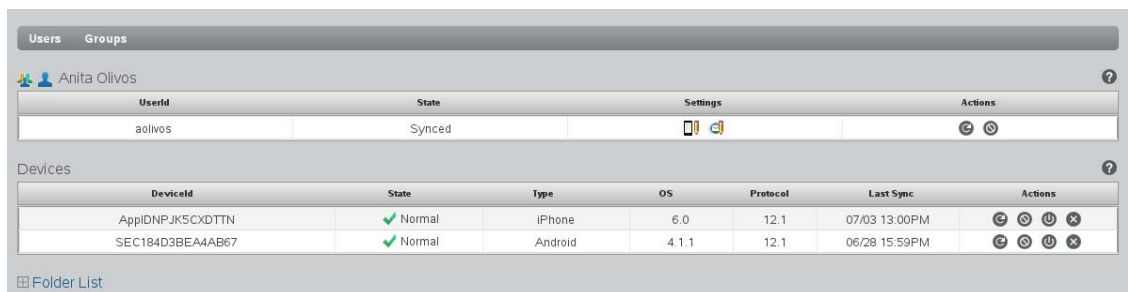 Users Groups
Anita Olivos
UserId State Settings Actions
aolivos Synced
Devices
DeviceId State Type OS Protocol Last Sync Actions
AppIDNPJK5CXDTTN Normal iPhone 6.0 12.1 07/03 13:00PM
SEC184D3BEA4AB67 Normal Android 4.1.1 12.1 06/28 15:59PM
Folder List